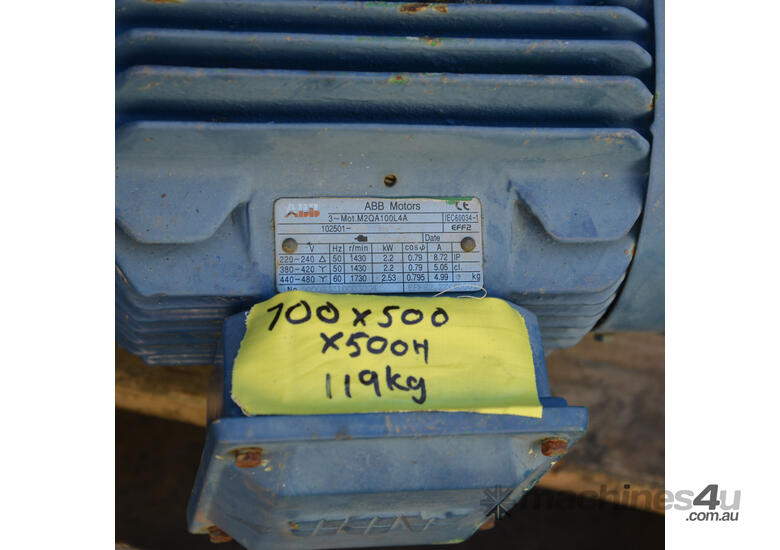 ABB
ABB Motors
CE
3~Mot.M2QA100L4A
IEC60034-1
102501-
EFF2
Date
V Hz r/min kW cosφ A
220-240 Δ 50 1430 2.2 0.79 8.72 IP
380-420 Y 50 1430 2.2 0.79 5.05 cl.
440-480 Y 60 1730 2.53 0.795 4.99 kg
No
700x500
x500H
119kg
ABB
machines4u
.com.au